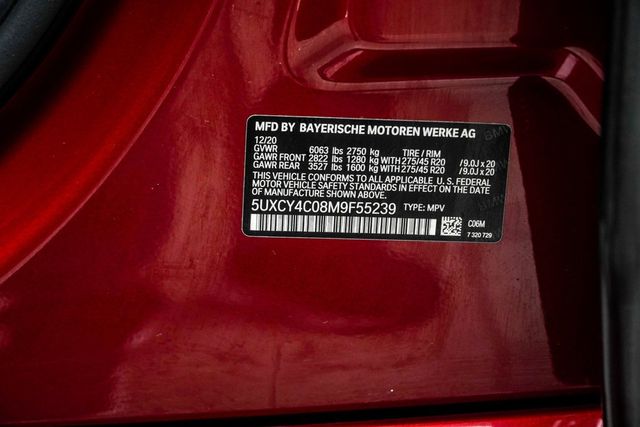 MFD BY BAYERISCHE MOTOREN WERKE AG
12/20
GVWR 6063 lbs 2750 kg TIRE / RIM
GAWR FRONT 2822 lbs 1280 kg WITH 275/45 R20 /9.0J x 20
GAWR REAR 3527 lbs 1600 kg WITH 275/45 R20 /9.0J x 20
THIS VEHICLE CONFORMS TO ALL APPLICABLE U.S. FEDERAL
MOTOR VEHICLE SAFETY STANDARDS IN EFFECT ON THE
DATE OF MANUFACTURE SHOWN ABOVE.
5UXCY4C08M9F55239 TYPE: MPV
C06M
7 320 729